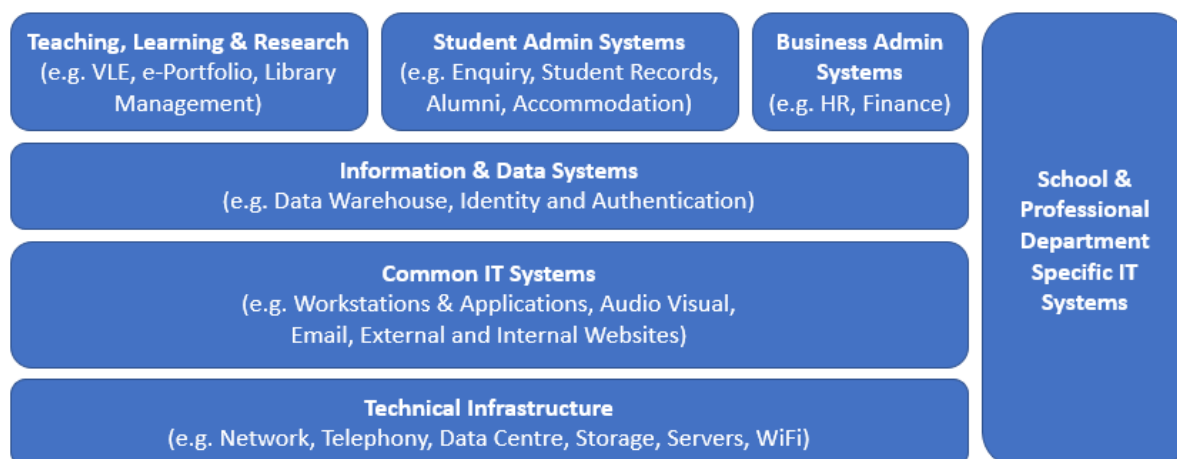 Teaching, Learning & Research
(e.g. VLE, e-Portfolio, Library
Management)
Student Admin Systems
(e.g. Enquiry, Student Records,
Alumni, Accommodation)
Business Admin
Systems
(e.g. HR, Finance)
Information & Data Systems
(e.g. Data Warehouse, Identity and Authentication)
Common IT Systems
(e.g. Workstations & Applications, Audio Visual,
Email, External and Internal Websites)
Technical Infrastructure
(e.g. Network, Telephony, Data Centre, Storage, Servers, WiFi)
School &
Professional
Department
Specific IT
Systems